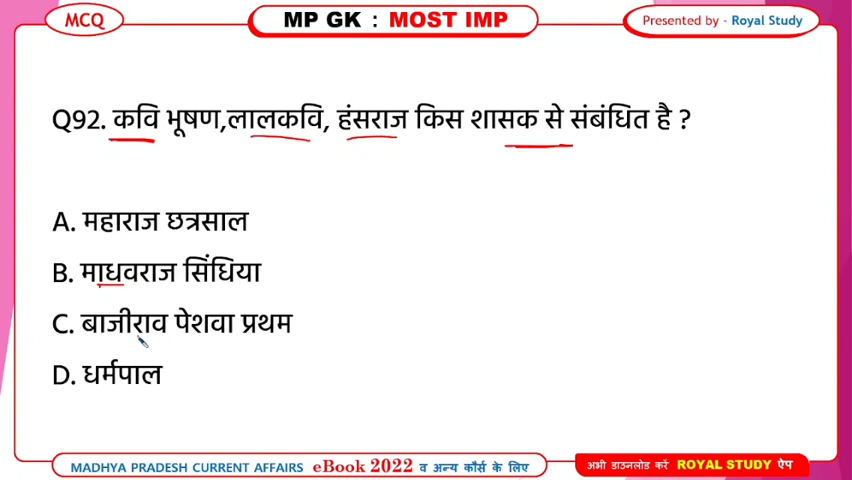 MCQ
MP GK : MOST IMP
Presented by - Royal Study
Q92. कवि भूषण,लालकवि, हंसराज किस शासक से संबंधित है ?
A. महाराज छत्रसाल
B. माधवराज सिंधिया
C. बाजीराव पेशवा प्रथम
D. धर्मपाल
MADHYA PRADESH CURRENT AFFAIRS eBook 2022 व अन्य कौर्स के लिए
अभी डाउनलोड करें ROYAL STUDY ऐप